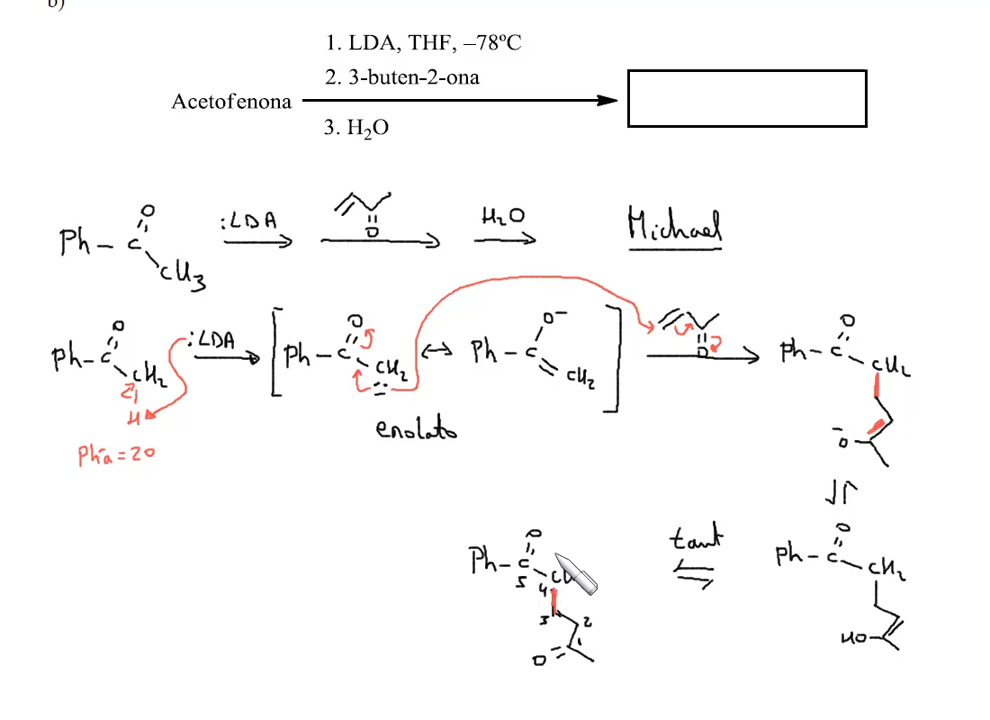 b)
1. LDA, THF, –78ºC
2. 3-buten-2-ona
Acetofenona
3. H₂O
Ph – C
O
CH₃
:LDA
O
H₂O
Michael
Ph – C
O
CH₂
H
:LDA
Ph – C
O
CH₂
Ph – C
O⁻
CH₂
O
Ph – C
O
CH₂
⁻O
enolato
Pka = 20
Ph – C
O
5
4
3
2
1
O
taut
Ph – C
O
CH₂
HO